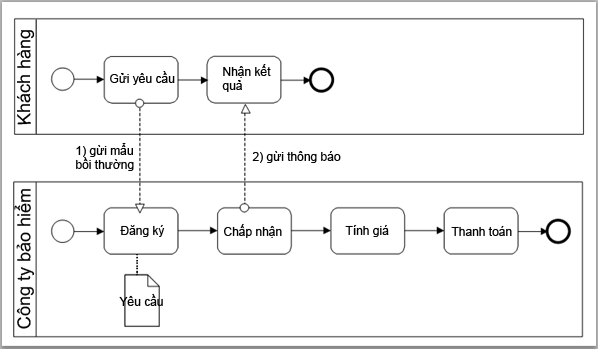 Khách hàng
Gửi yêu cầu
Nhận kết
quả
1) gửi mẩu
bồi thường
2) gửi thông báo
Công ty bảo hiểm
Đăng ký
Chấp nhận
Tính giá
Thanh toán
Yêu cầu